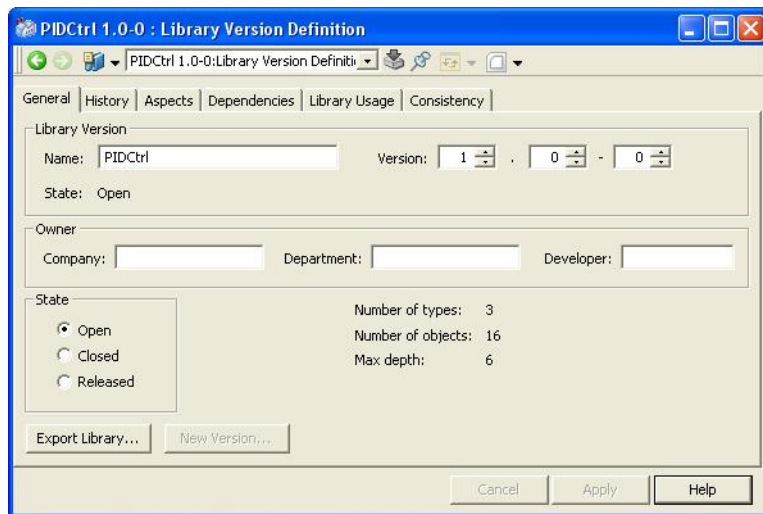 PIDCtrl 1.0-0 : Library Version Definition
PIDCtrl 1.0-0:Library Version Definiti
General History Aspects Dependencies Library Usage Consistency
Library Version
Name: PIDCtrl Version: 1 . 0 - 0
State: Open
Owner
Company: Department: Developer:
State
Open
Closed
Released
Number of types: 3
Number of objects: 16
Max depth: 6
Export Library... New Version...
Cancel Apply Help